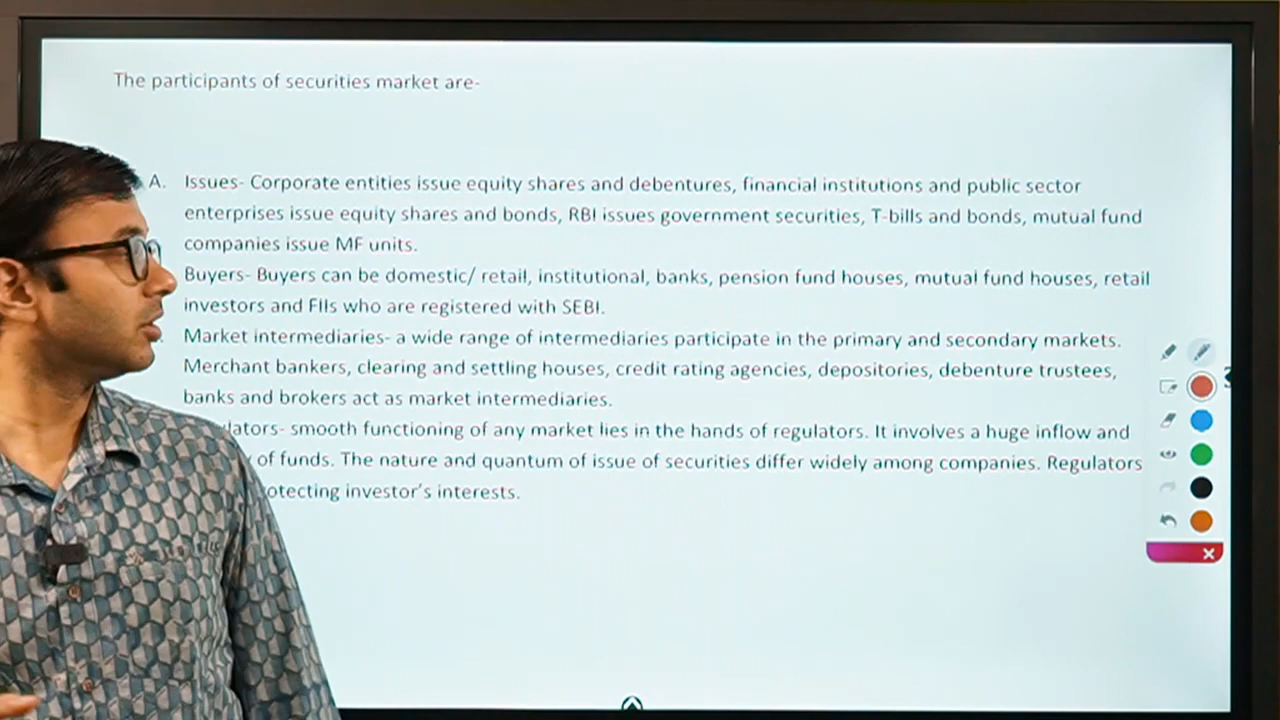 The participants of securities market are-
A. Issues- Corporate entities issue equity shares and debentures, financial institutions and public sector
enterprises issue equity shares and bonds, RBI issues government securities, T-bills and bonds, mutual fund
companies issue MF units.
Buyers- Buyers can be domestic/ retail, institutional, banks, pension fund houses, mutual fund houses, retail
investors and FIIs who are registered with SEBI.
Market intermediaries- a wide range of intermediaries participate in the primary and secondary markets.
Merchant bankers, clearing and settling houses, credit rating agencies, depositories, debenture trustees,
banks and brokers act as market intermediaries.
smooth functioning of any market lies in the hands of regulators. It involves a huge inflow and
of funds. The nature and quantum of issue of securities differ widely among companies. Regulators
investor's interests.